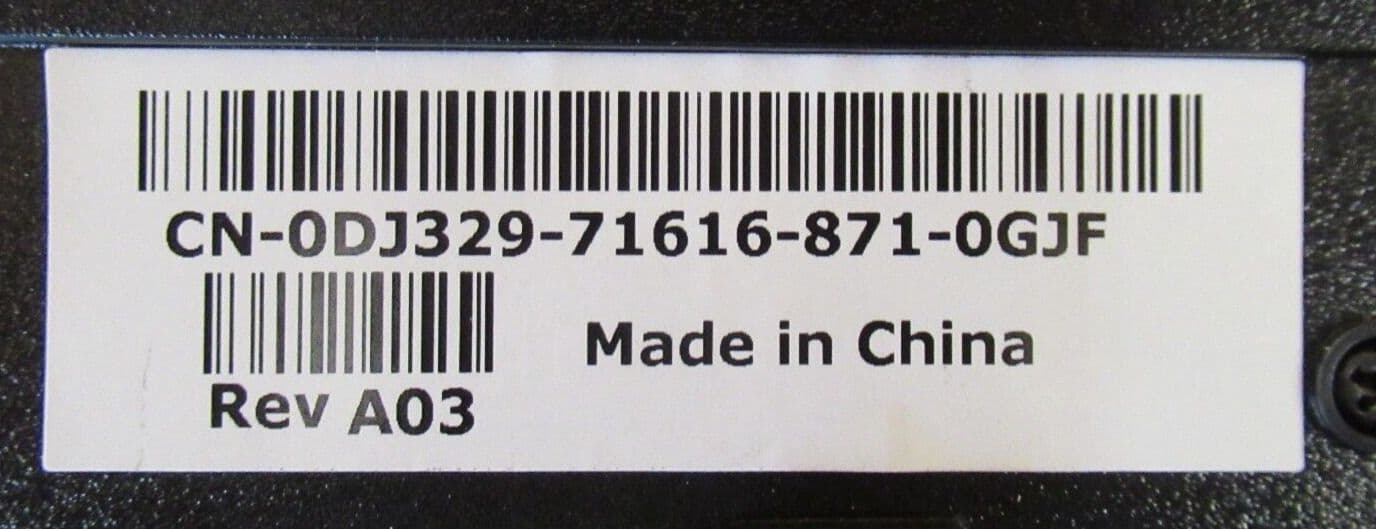 CN-0DJ329-71616-871-0GJF
Rev A03
Made in China